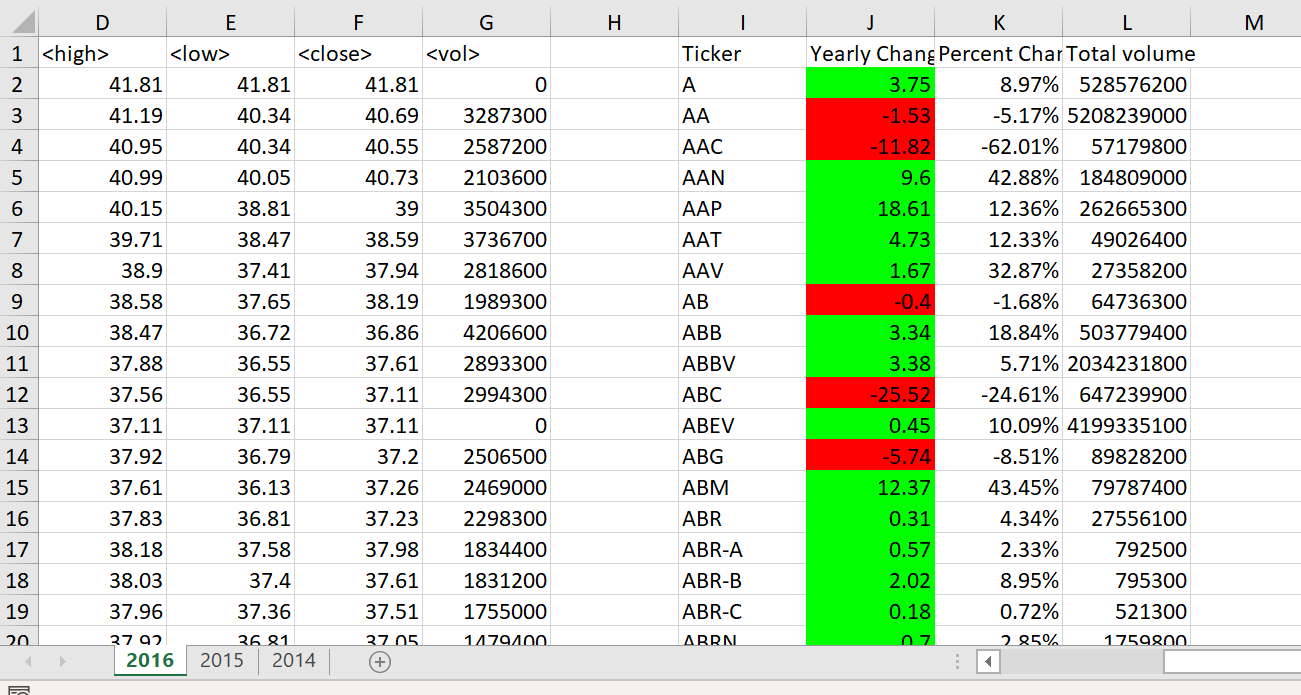 D E F G H I J K L M
1 <high> <low> <close> <vol> Ticker Yearly Chang Percent Char Total volume
2 41.81 41.81 41.81 0 A 3.75 8.97% 528576200
3 41.19 40.34 40.69 3287300 AA -1.53 -5.17% 5208239000
4 40.95 40.34 40.55 2587200 AAC -11.82 -62.01% 57179800
5 40.99 40.05 40.73 2103600 AAN 9.6 42.88% 184809000
6 40.15 38.81 39 3504300 AAP 18.61 12.36% 262665300
7 39.71 38.47 38.59 3736700 AAT 4.73 12.33% 49026400
8 38.9 37.41 37.94 2818600 AAV 1.67 32.87% 27358200
9 38.58 37.65 38.19 1989300 AB -0.4 -1.68% 64736300
10 38.47 36.72 36.86 4206600 ABB 3.34 18.84% 503779400
11 37.88 36.55 37.61 2893300 ABBV 3.38 5.71% 2034231800
12 37.56 36.55 37.11 2994300 ABC -25.52 -24.61% 647239900
13 37.11 37.11 37.11 0 ABEV 0.45 10.09% 4199335100
14 37.92 36.79 37.2 2506500 ABG -5.74 -8.51% 89828200
15 37.61 36.13 37.26 2469000 ABM 12.37 43.45% 79787400
16 37.83 36.81 37.23 2298300 ABR 0.31 4.34% 27556100
17 38.18 37.58 37.98 1834400 ABR-A 0.57 2.33% 792500
18 38.03 37.4 37.61 1831200 ABR-B 2.02 8.95% 795300
19 37.96 37.36 37.51 1755000 ABR-C 0.18 0.72% 521300
20 37.92 36.81 37.05 1479400 ABRN 0.7 2.85% 1759800
2016 2015 2014